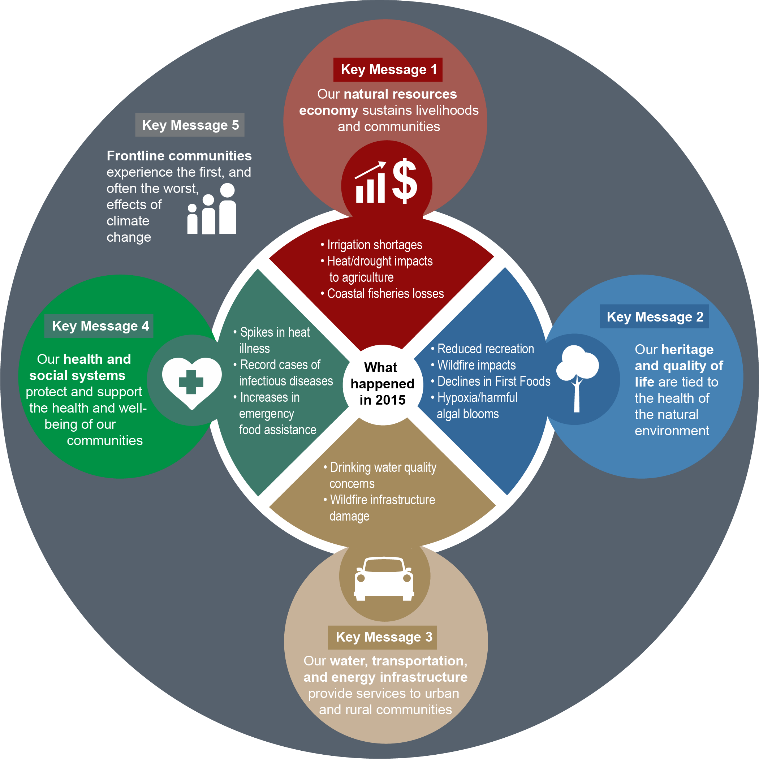 Key Message 1
Our natural resources
economy sustains livelihoods
and communities
$
Key Message 5
Frontline communities
experience the first, and
often the worst,
effects of
climate
change
• Irrigation shortages
• Heat/drought impacts
to agriculture
• Coastal fisheries losses
Key Message 4
Our health and
social systems
protect and support
the health and well-
being of our
communities
• Spikes in heat
illness
• Record cases of
infectious diseases
• Increases in
emergency
food assistance
What
happened
in 2015
• Reduced recreation
• Wildfire impacts
• Declines in First Foods
• Hypoxia/harmful
algal blooms
Key Message 2
Our heritage
and quality of
life are tied to
the health of
the natural
environment
• Drinking water quality
concerns
• Wildfire infrastructure
damage
Key Message 3
Our water, transportation,
and energy infrastructure
provide services to urban
and rural communities